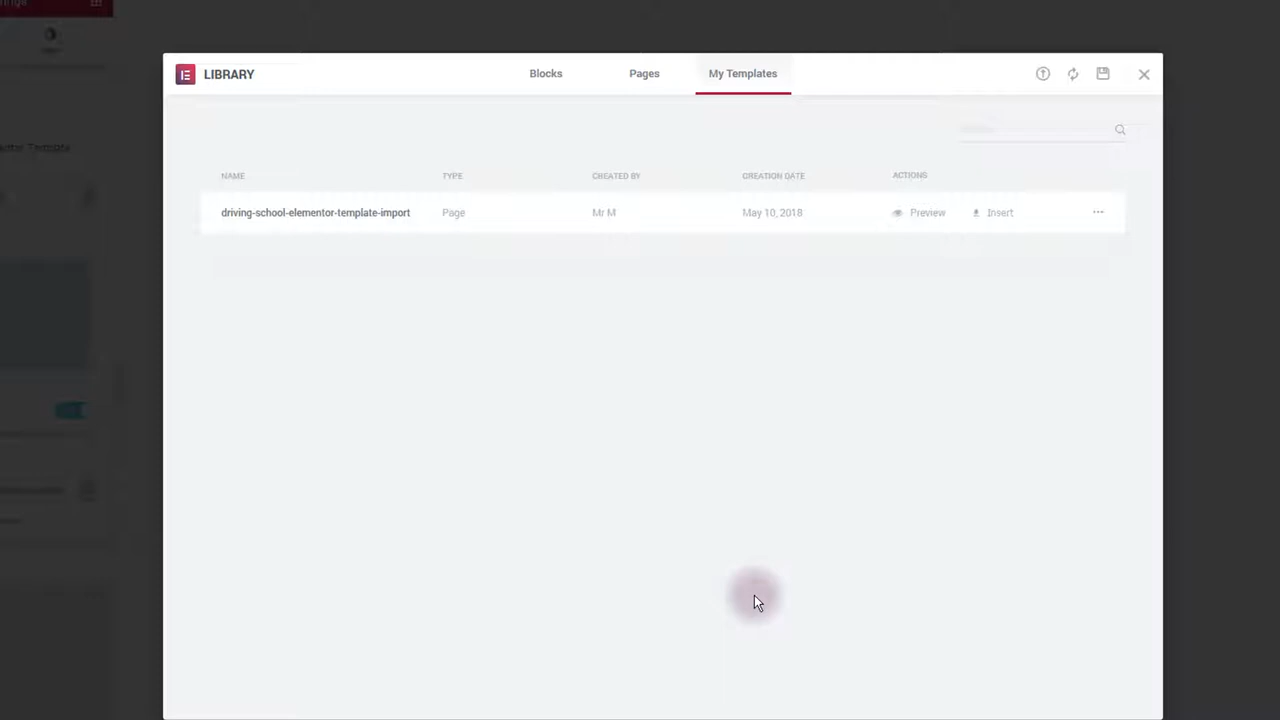 LIBRARY
Blocks
Pages
My Templates
NAME
TYPE
CREATED BY
CREATION DATE
ACTIONS
driving-school-elementor-template-import
Page
Mr M
May 10, 2018
Preview
Insert
Template